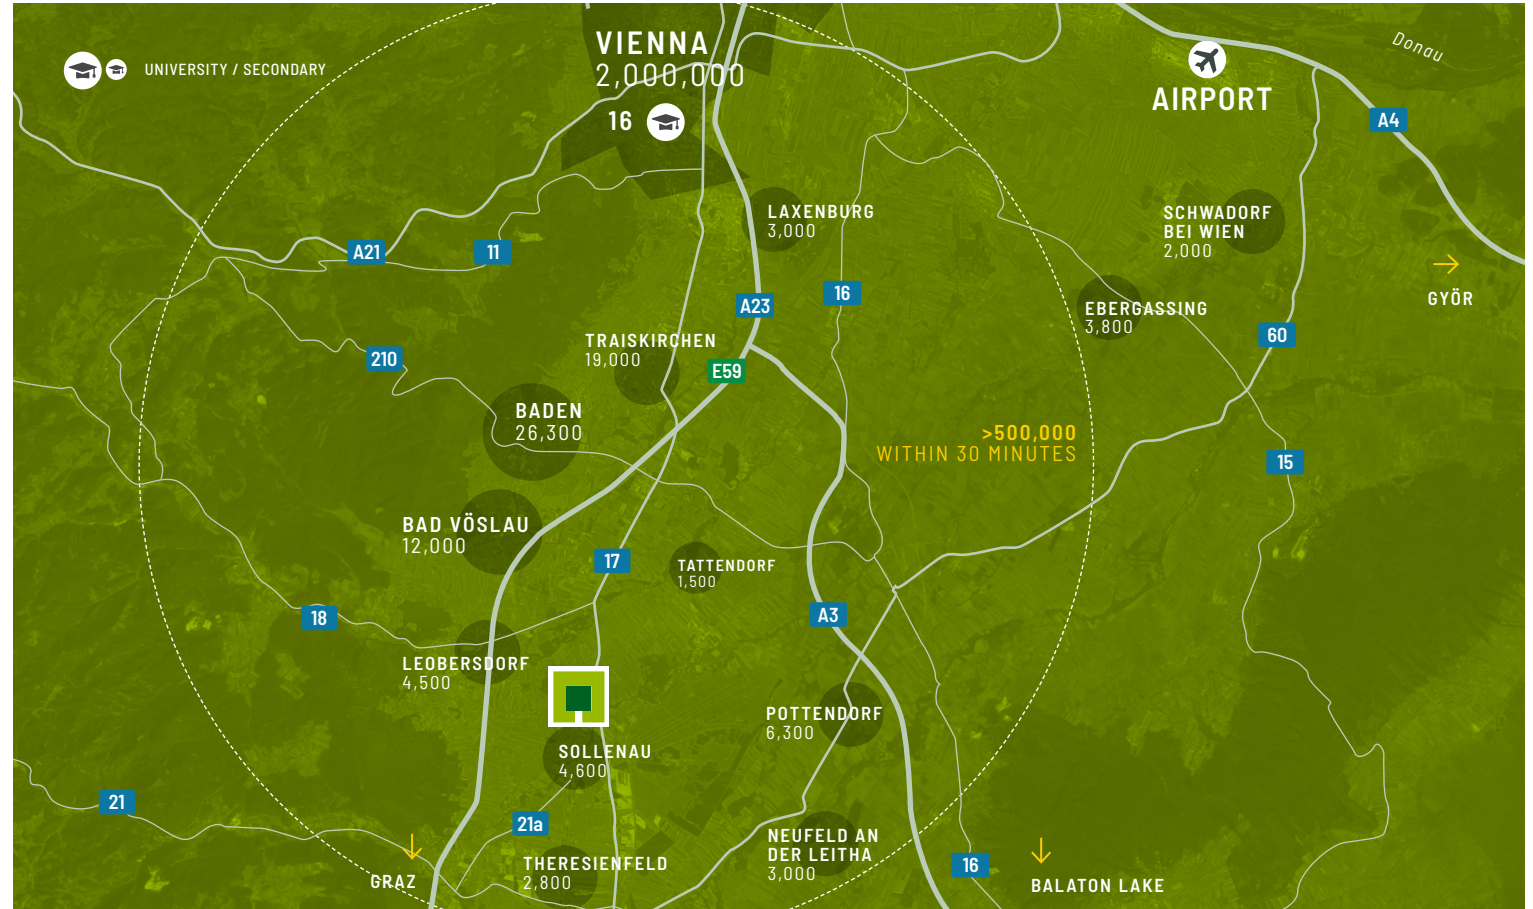 VIENNA
2,000,000
16
UNIVERSITY / SECONDARY
AIRPORT
Donau
A4
LAXENBURG
3,000
SCHWADORF
BEI WIEN
2,000
A21
11
GYÖR
A23
16
EBERGASSING
3,800
60
TRAISKIRCHEN
19,000
210
E59
BADEN
26,300
>500,000
WITHIN 30 MINUTES
15
BAD VÖSLAU
12,000
17
TATTENDORF
1,500
18
A3
LEOBERSDORF
4,500
POTTENDORF
6,300
SOLLENAU
4,600
21
21a
NEUFELD AN
DER LEITHA
3,000
THERESIENFELD
2,800
16
GRAZ
BALATON LAKE